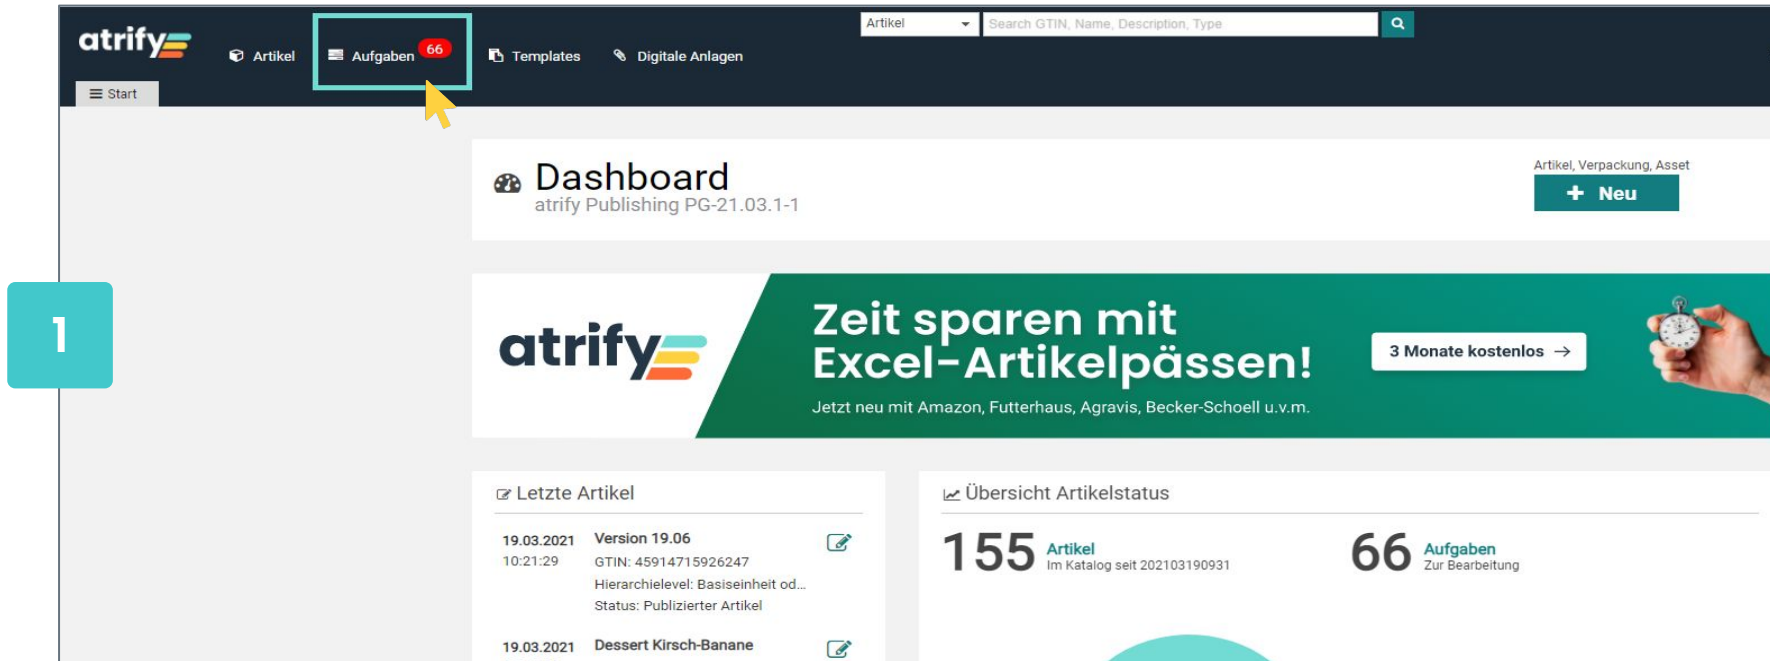 atrify
Artikel
Aufgaben 66
Templates
Digitale Anlagen
Artikel
Search GTIN, Name, Description, Type
Start
Dashboard
atrify Publishing PG-21.03.1-1
Artikel, Verpackung, Asset
+ Neu
1
atrify
Zeit sparen mit
Excel-Artikelpässen!
Jetzt neu mit Amazon, Futterhaus, Agravis, Becker-Schoell u.v.m.
3 Monate kostenlos →
Letzte Artikel
19.03.2021 Version 19.06
10:21:29 GTIN: 45914715926247
Hierarchielevel: Basiseinheit od...
Status: Publizierter Artikel
19.03.2021 Dessert Kirsch-Banane
Übersicht Artikelstatus
155 Artikel
Im Katalog seit 202103190931
66 Aufgaben
Zur Bearbeitung